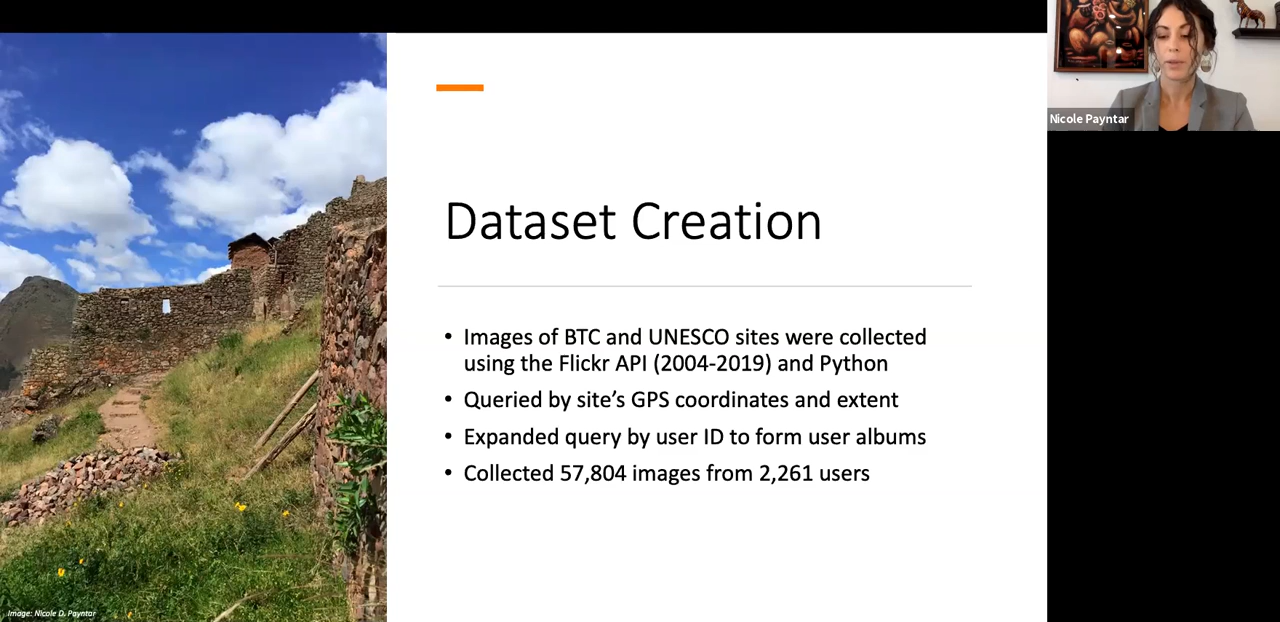 Nicole Payntar
Dataset Creation
• Images of BTC and UNESCO sites were collected
using the Flickr API (2004-2019) and Python
• Queried by site’s GPS coordinates and extent
• Expanded query by user ID to form user albums
• Collected 57,804 images from 2,261 users
Image: Nicole D. Payntar